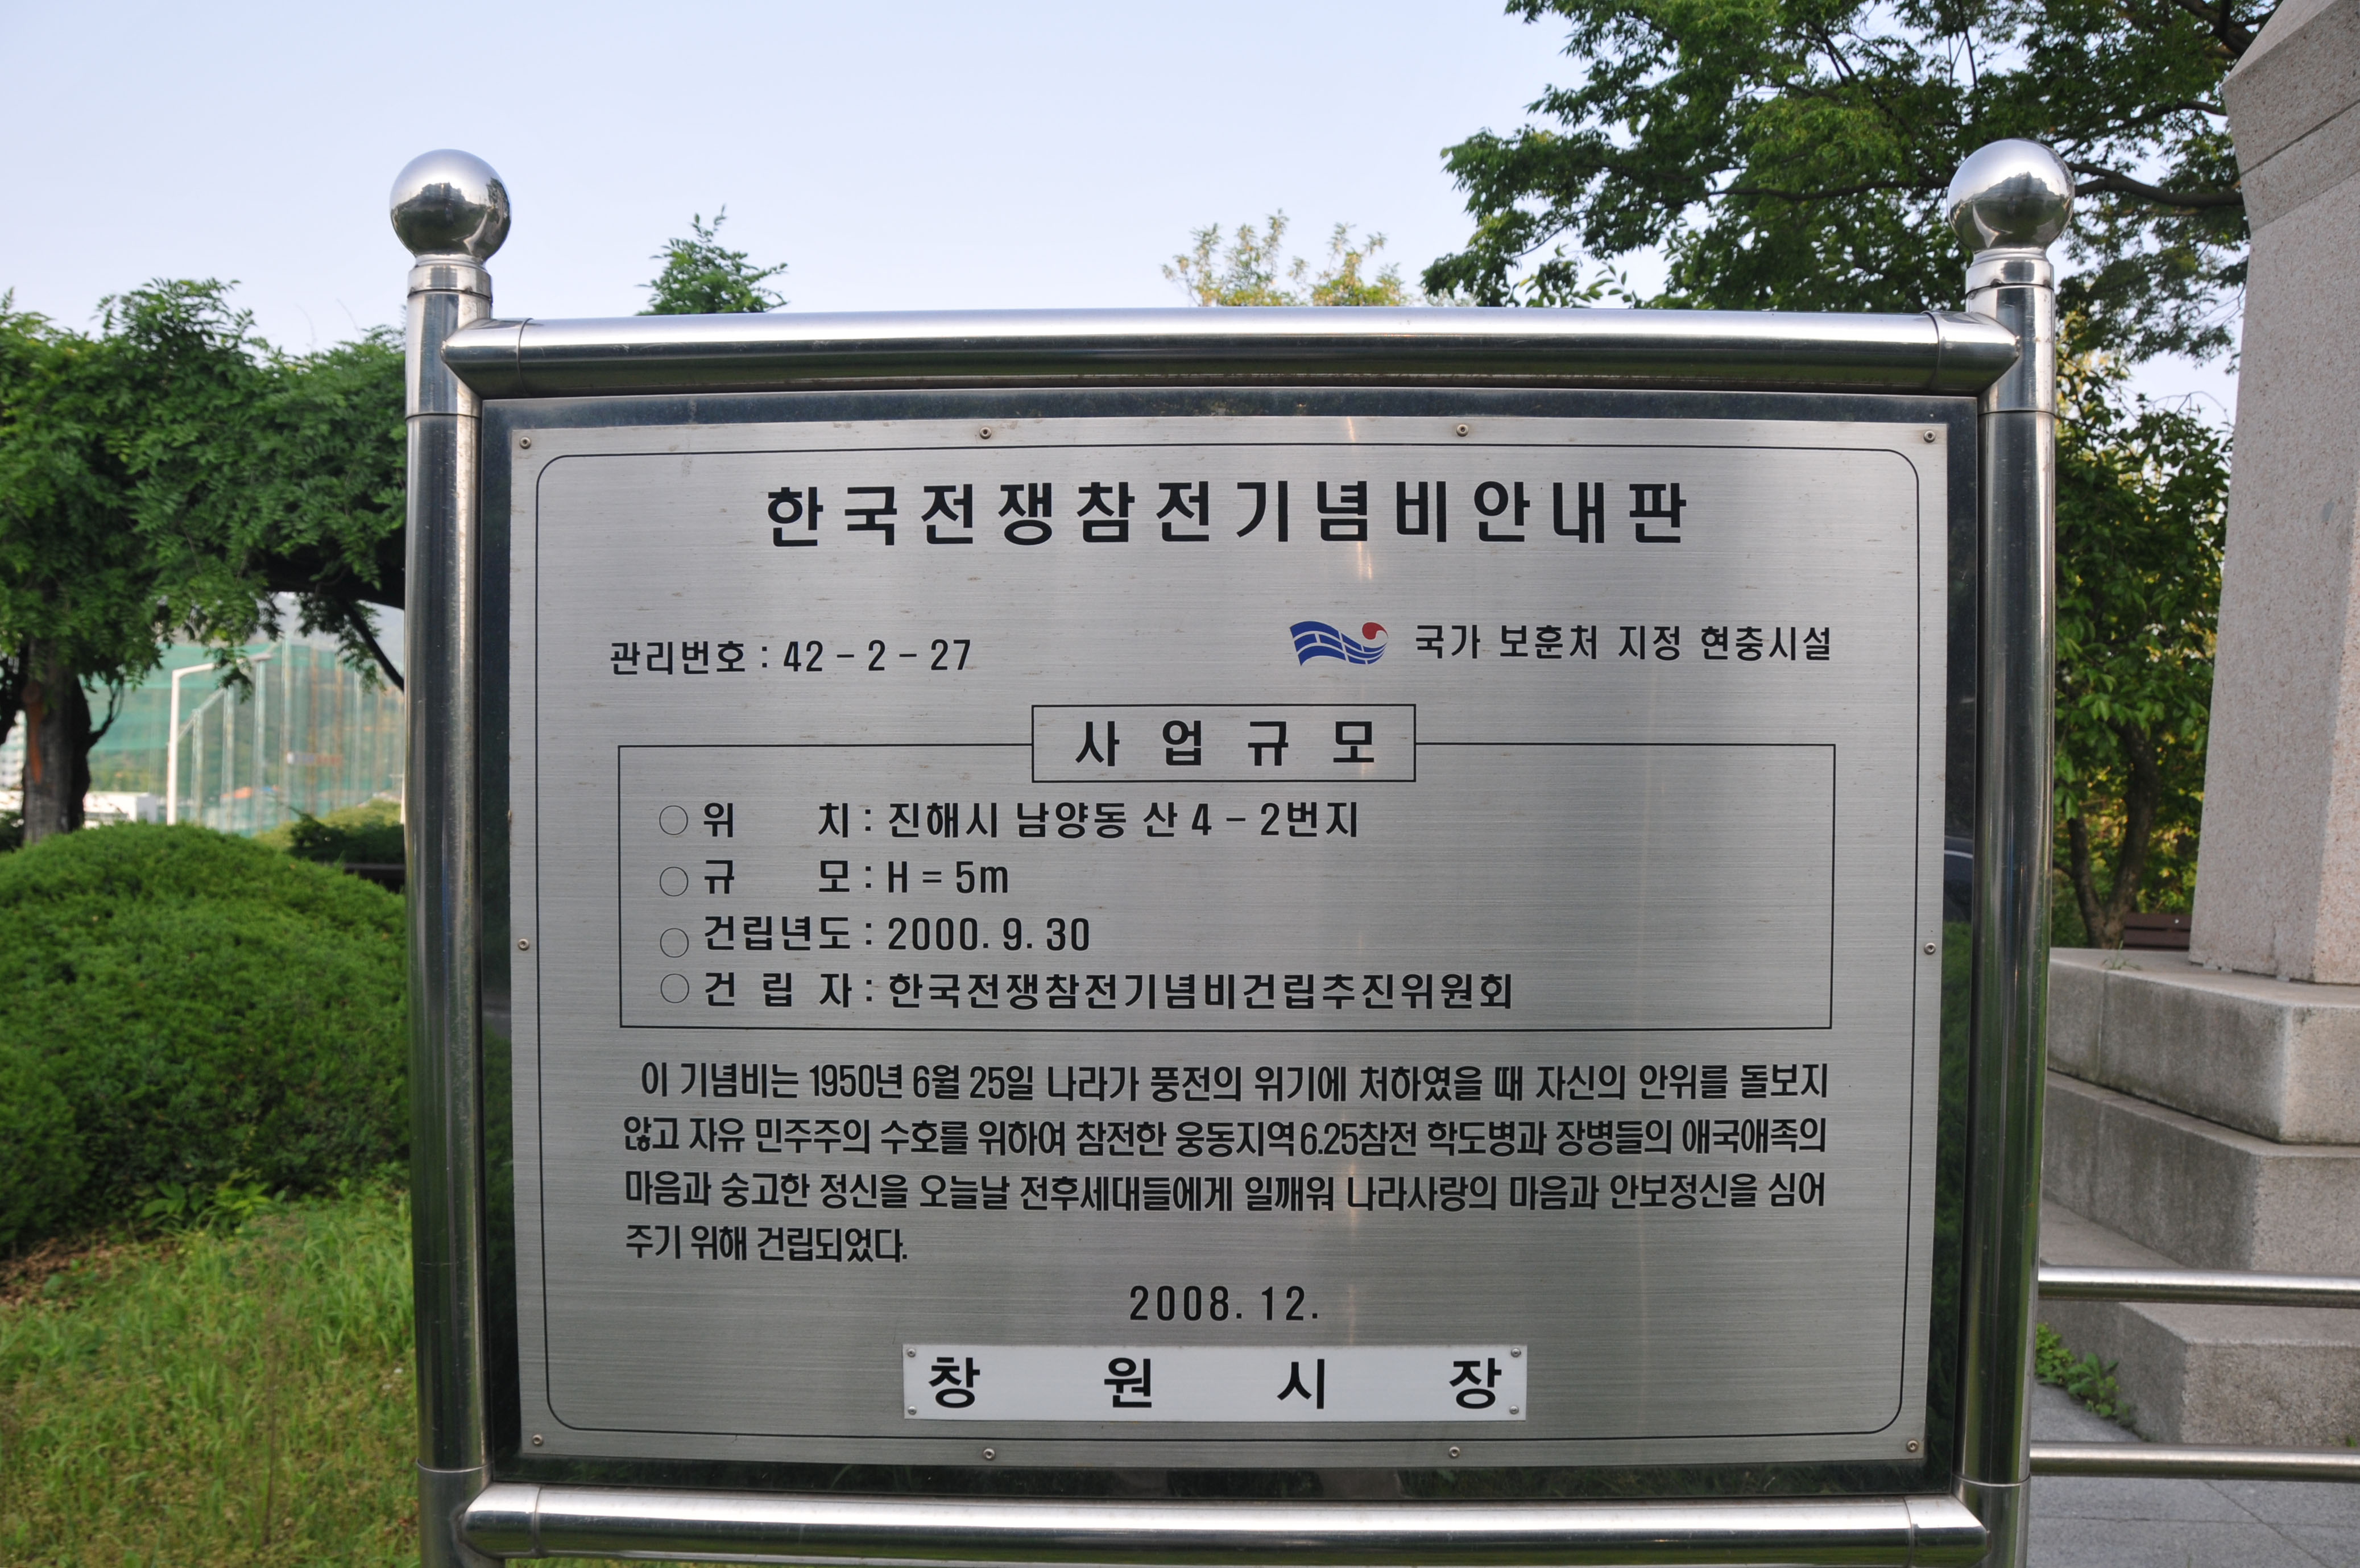 한국전쟁참전기념비안내판
관리번호 : 42 - 2 - 27
국가 보훈처 지정 현충시설
사업규모
○ 위 치 : 진해시 남양동 산 4 - 2번지
○ 규 모 : H = 5m
○ 건립년도 : 2000. 9. 30
○ 건 립 자 : 한국전쟁참전기념비건립추진위원회
이 기념비는 1950년 6월 25일 나라가 풍전의 위기에 처하였을 때 자신의 안위를 돌보지
않고 자유 민주주의 수호를 위하여 참전한 웅동지역6.25참전 학도병과 장병들의 애국애족의
마음과 숭고한 정신을 오늘날 전후세대들에게 일깨워 나라사랑의 마음과 안보정신을 심어
주기 위해 건립되었다.
2008. 12.
창 원 시 장